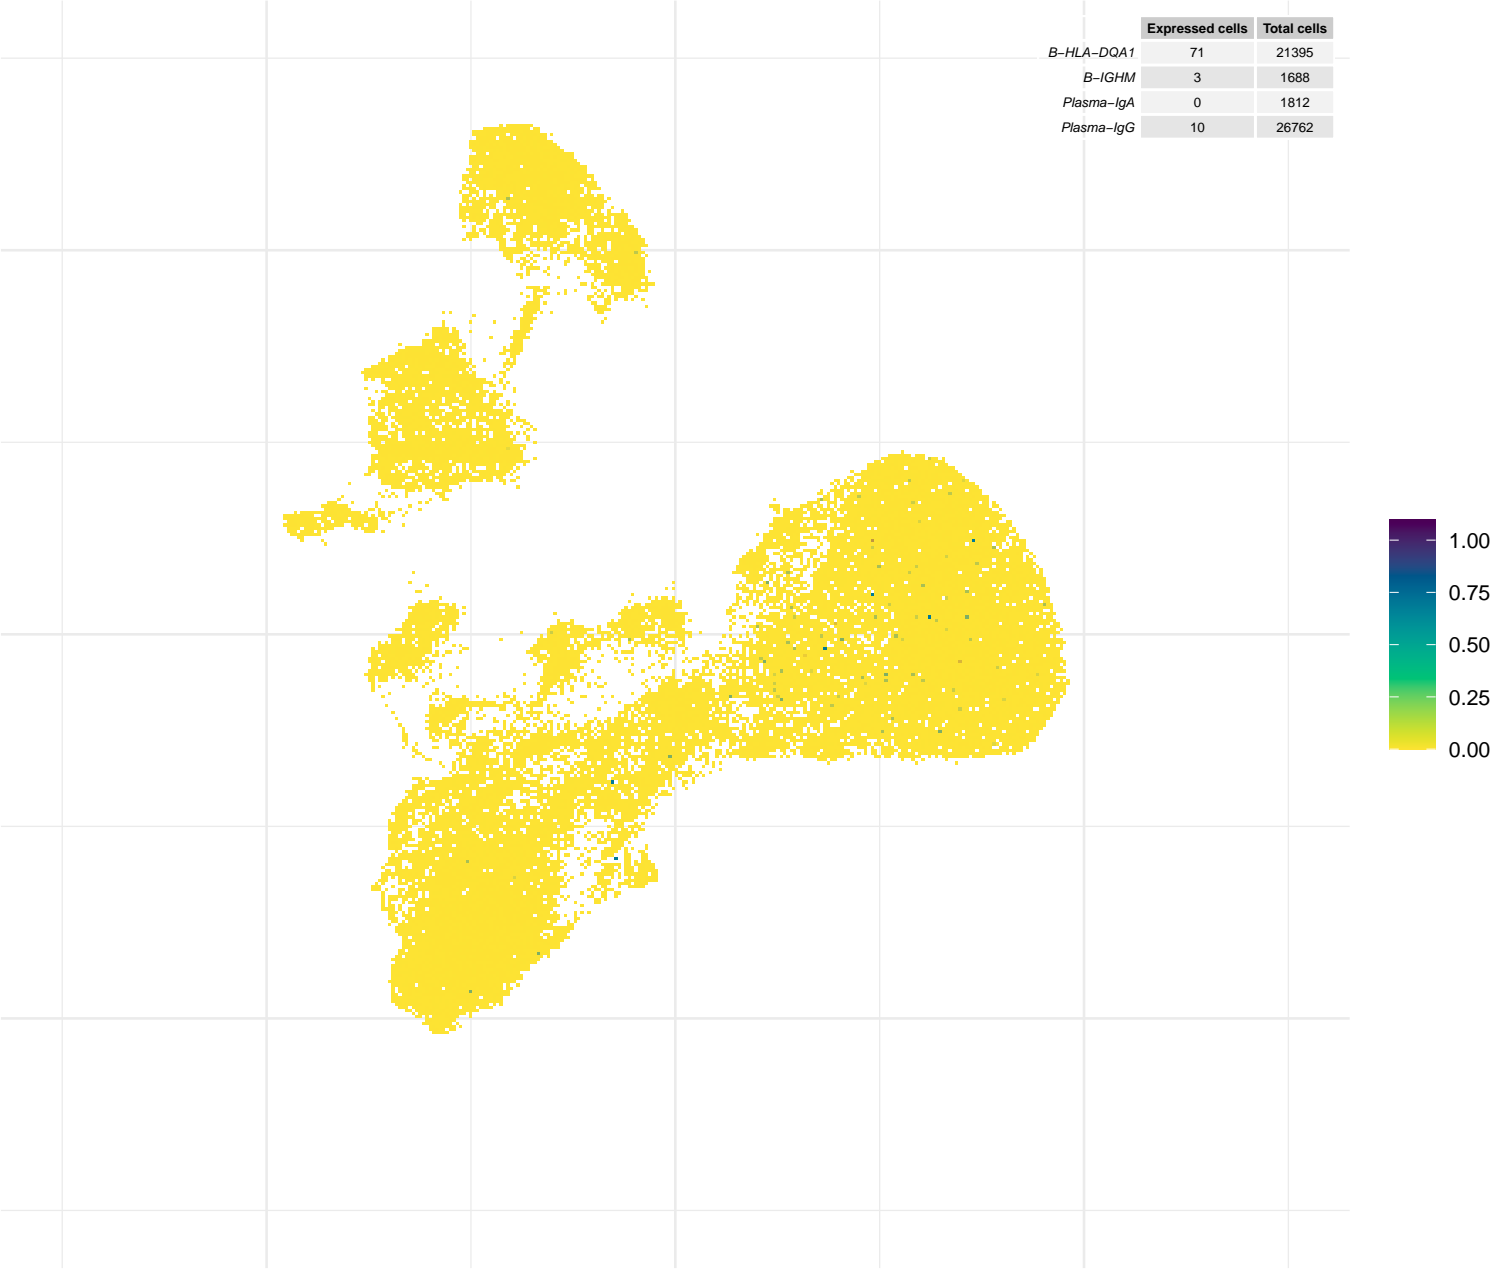 Expressed cells Total cells
B−HLA−DQA1 71 21395
B−IGHM 3 1688
Plasma−IgA 0 1812
Plasma−IgG 10 26762
1.00
0.75
0.50
0.25
0.00